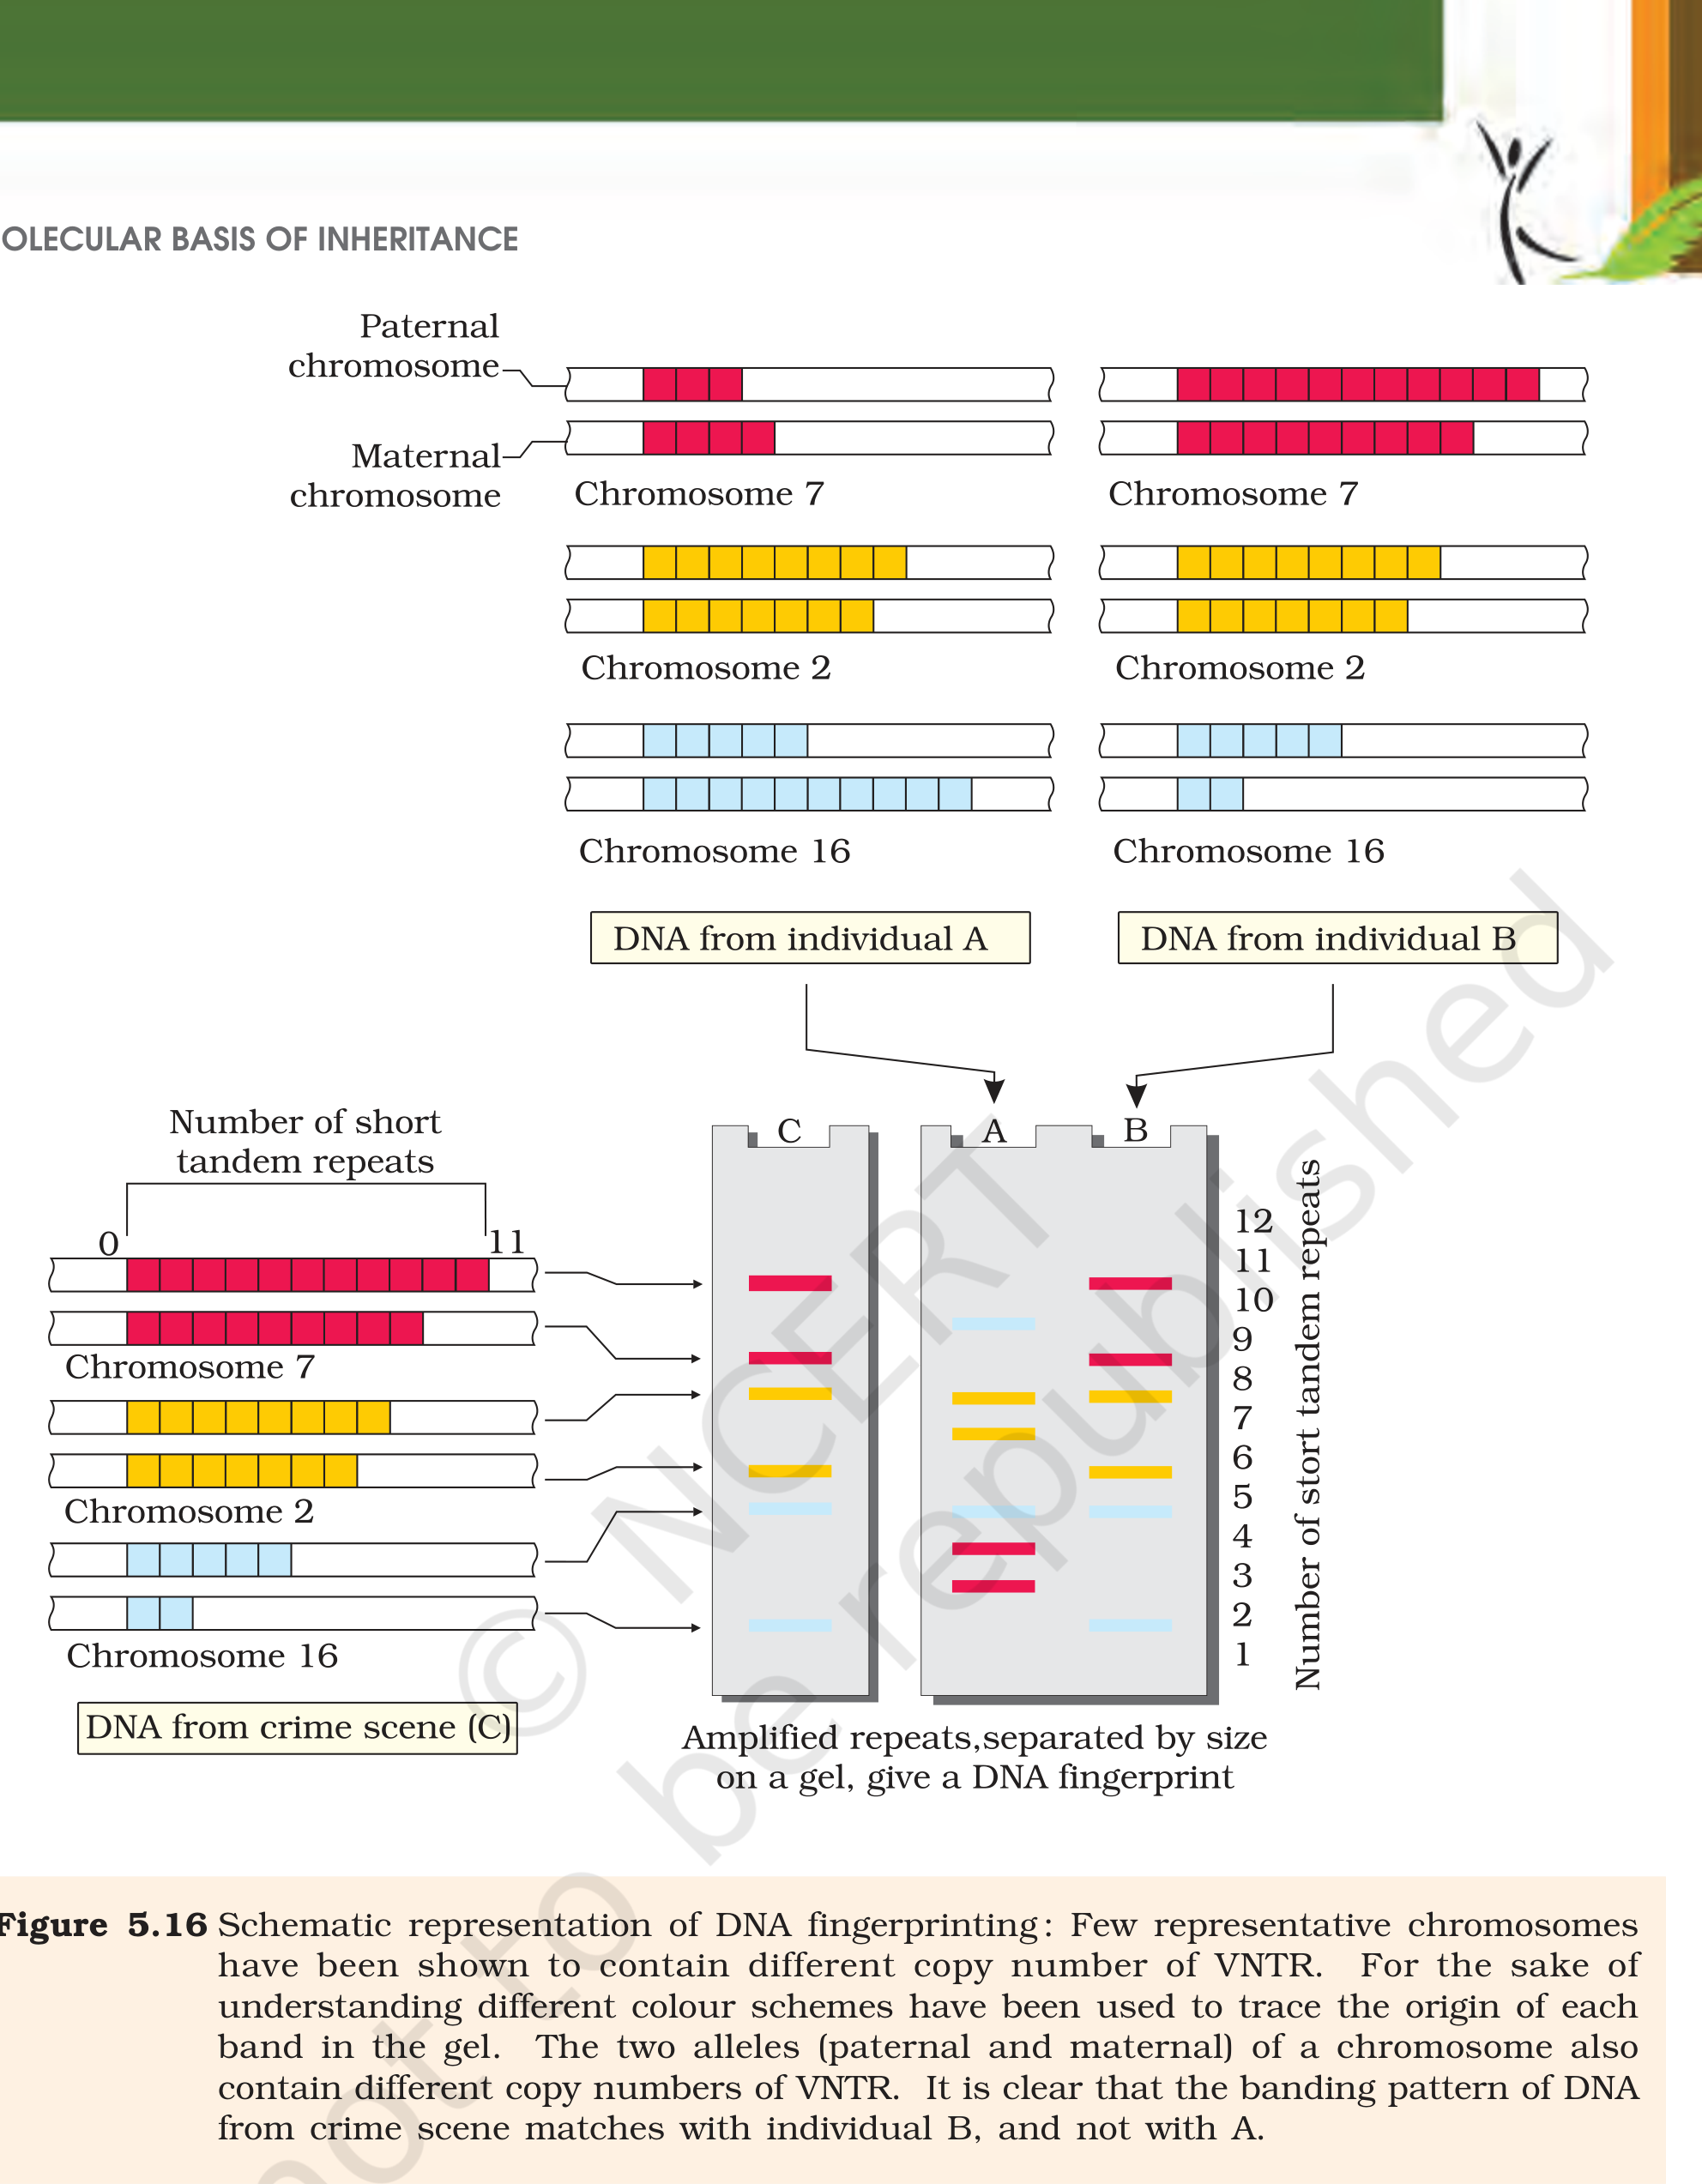 OLECULAR BASIS OF INHERITANCE
Paternal
chromosome
Maternal
chromosome
Chromosome 7
Chromosome 7
Chromosome 2
Chromosome 2
Chromosome 16
Chromosome 16
DNA from individual A
DNA from individual B
Number of short
tandem repeats
0
11
Chromosome 7
Chromosome 2
Chromosome 16
DNA from crime scene (C)
C
A
B
12
11
10
9
8
7
6
5
4
3
2
1
Number of stort tandem repeats
Amplified repeats,separated by size
on a gel, give a DNA fingerprint
© NCERT
not to be republished
Figure 5.16 Schematic representation of DNA fingerprinting: Few representative chromosomes
have been shown to contain different copy number of VNTR. For the sake of
understanding different colour schemes have been used to trace the origin of each
band in the gel. The two alleles (paternal and maternal) of a chromosome also
contain different copy numbers of VNTR. It is clear that the banding pattern of DNA
from crime scene matches with individual B, and not with A.